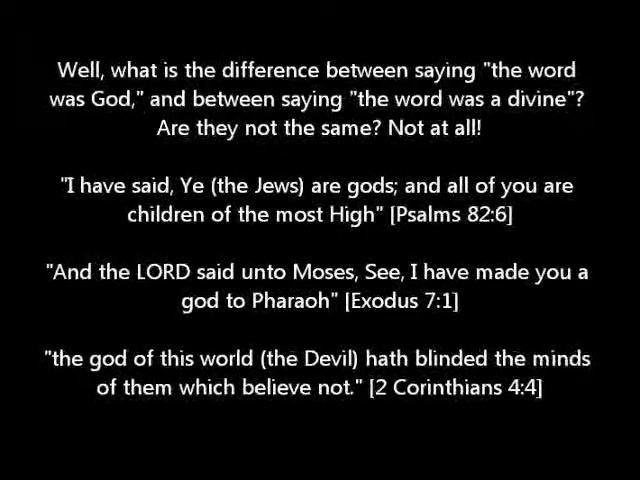 Well, what is the difference between saying "the word
was God," and between saying "the word was a divine"?
Are they not the same? Not at all!
"I have said, Ye (the Jews) are gods; and all of you are
children of the most High" [Psalms 82:6]
"And the LORD said unto Moses, See, I have made you a
god to Pharaoh" [Exodus 7:1]
"the god of this world (the Devil) hath blinded the minds
of them which believe not." [2 Corinthians 4:4]